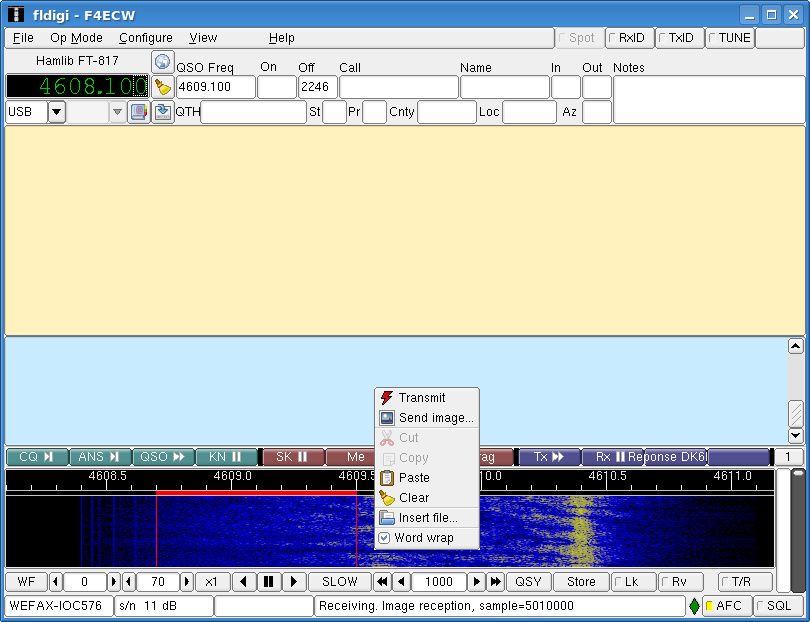 fldigi - F4ECW
File Op Mode Configure View Help Spot RxID TxID TUNE
Hamlib FT-817
QSO Freq On Off Call Name In Out Notes
4608.100 4609.100 2246
USB QTH St Pr Cnty Loc Az
Transmit
Send image...
Cut
Copy
Paste
Clear
Insert file...
Word wrap
CQ ANS QSO KN SK Me ag Tx Rx Reponse DK6 1
4608.5 4609.0 4609.5 0.0 4610.5 4611.0
WF 0 70 x1 SLOW 1000 QSY Store Lk Rv T/R
WEFAX-IOC576 s/n 11 dB Receiving. Image reception, sample=5010000 AFC SQL